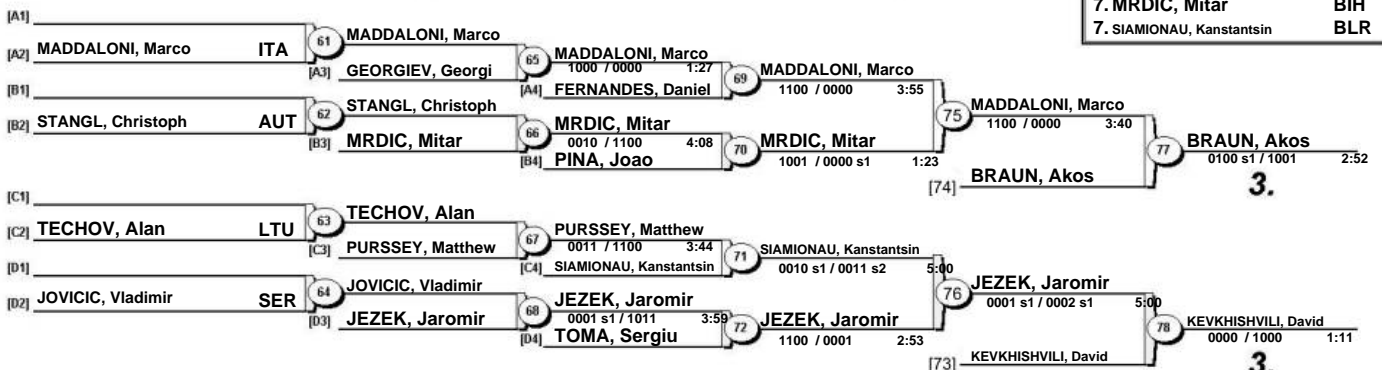 7. MRDIC, Mitar BIH
7. SIAMIONAU, Kanstantsin BLR
[A1]
[A2] MADDALONI, Marco ITA
61
MADDALONI, Marco
[A3] GEORGIEV, Georgi
65
MADDALONI, Marco
1000 / 0000 1:27
[A4] FERNANDES, Daniel
69
MADDALONI, Marco
1100 / 0000 3:55
[B1]
[B2] STANGL, Christoph AUT
62
STANGL, Christoph
[B3] MRDIC, Mitar
66
MRDIC, Mitar
0010 / 1100 4:08
[B4] PINA, Joao
70
MRDIC, Mitar
1001 / 0000 s1 1:23
75
MADDALONI, Marco
1100 / 0000 3:40
[74] BRAUN, Akos
77
BRAUN, Akos
0100 s1 / 1001 2:52
3.
[C1]
[C2] TECHOV, Alan LTU
63
TECHOV, Alan
[C3] PURSSEY, Matthew
67
PURSSEY, Matthew
0011 / 1100 3:44
[C4] SIAMIONAU, Kanstantsin
71
SIAMIONAU, Kanstantsin
0010 s1 / 0011 s2 5:00
[D1]
[D2] JOVICIC, Vladimir SER
64
JOVICIC, Vladimir
[D3] JEZEK, Jaromir
68
JEZEK, Jaromir
0001 s1 / 1011 3:59
[D4] TOMA, Sergiu
72
JEZEK, Jaromir
1100 / 0001 2:53
76
JEZEK, Jaromir
0001 s1 / 0002 s1 5:00
[73] KEVKHISHVILI, David
78
KEVKHISHVILI, David
0000 / 1000 1:11
3.